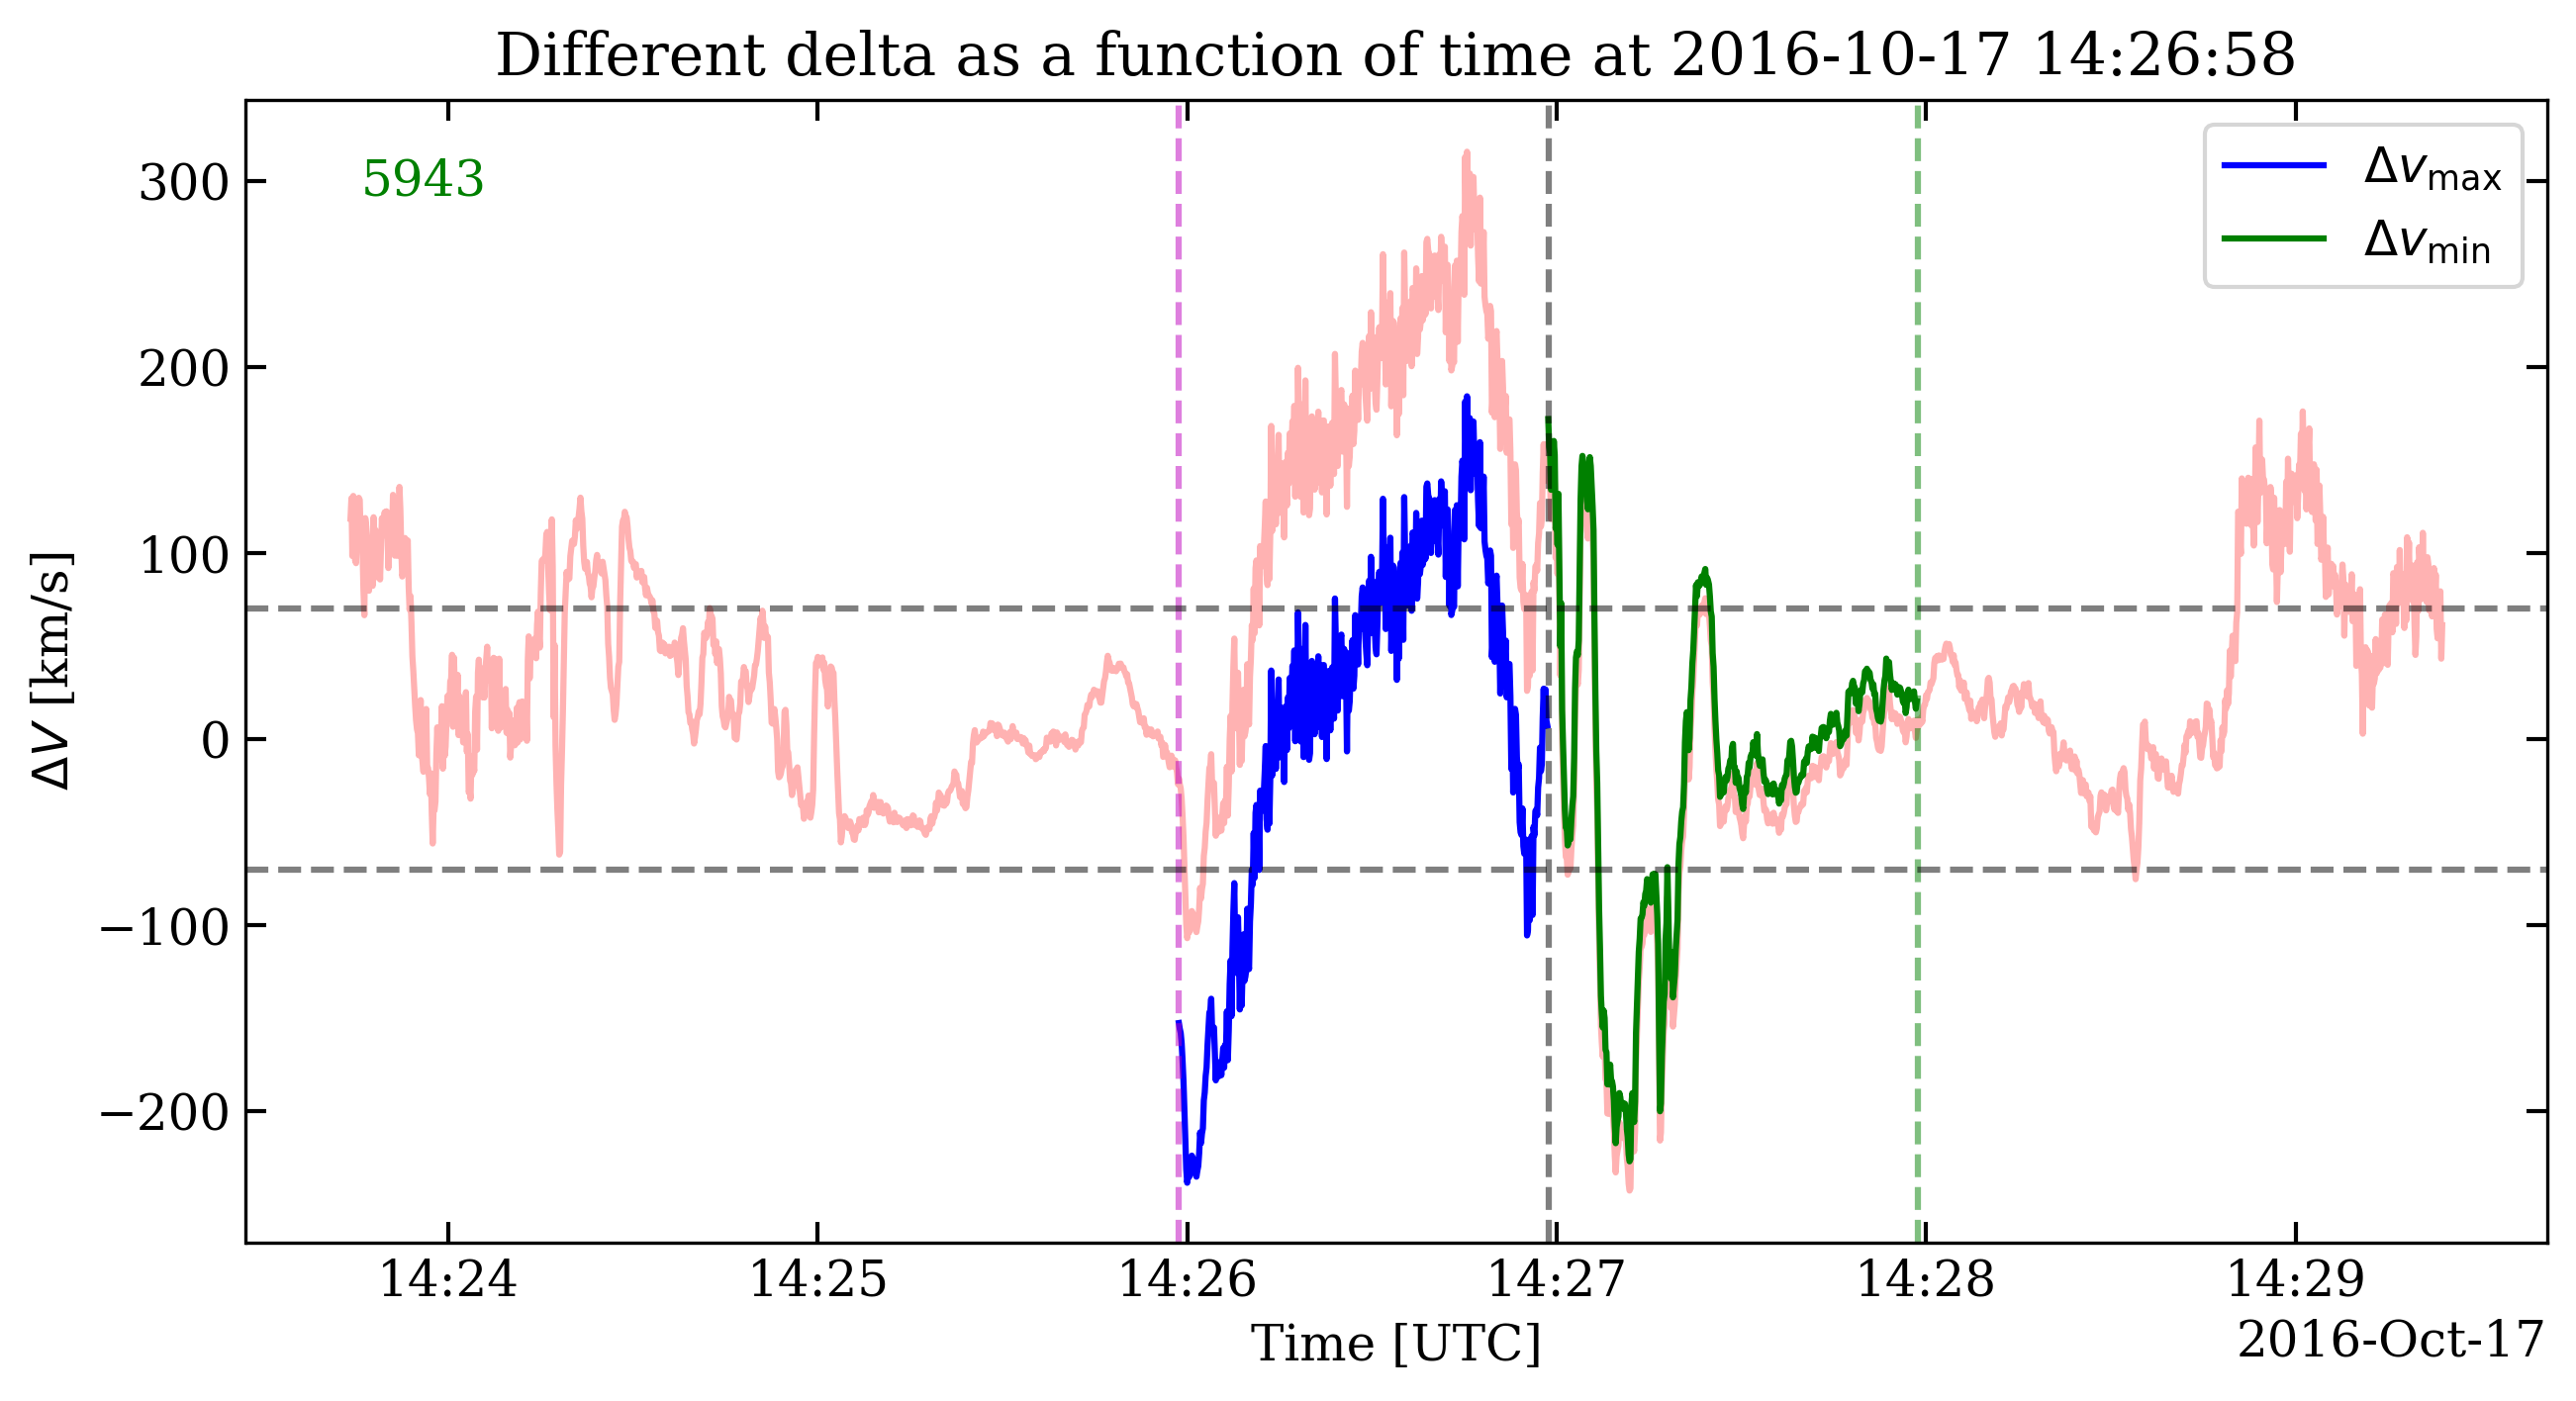 Different delta as a function of time at 2016-10-17 14:26:58
5943
Δv_max
Δv_min
300
200
100
0
−100
−200
ΔV [km/s]
14:24 14:25 14:26 14:27 14:28 14:29
Time [UTC]
2016-Oct-17